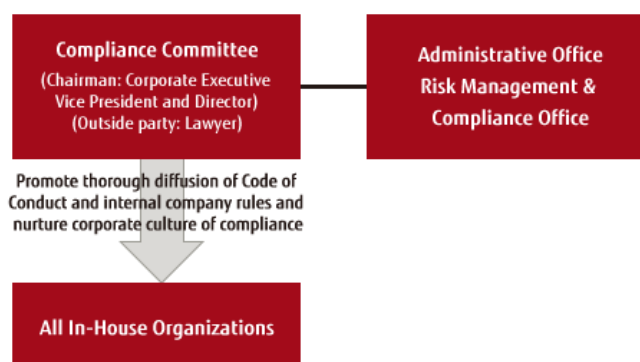 Compliance Committee
(Chairman: Corporate Executive
Vice President and Director)
(Outside party: Lawyer)
Administrative Office
Risk Management &
Compliance Office
Promote thorough diffusion of Code of
Conduct and internal company rules and
nurture corporate culture of compliance
All In-House Organizations